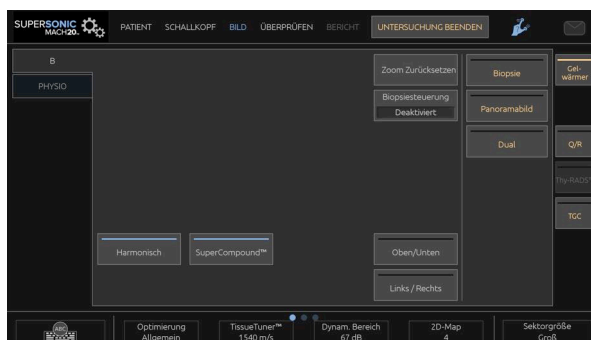 SUPERSONIC
MACH20.
PATIENT SCHALLKOPF BILD ÜBERPRÜFEN BERICHT UNTERSUCHUNG BEENDEN
B
PHYSIO
Zoom Zurücksetzen
Biopsiesteuerung
Deaktiviert
Biopsie
Panoramabild
Dual
Gel-
wärmer
Q/R
Thy-RADS™
TGC
Harmonisch
SuperCompound™
Oben/Unten
Links / Rechts
ABC
Optimierung
Allgemein
TissueTuner™
1540 m/s
Dynam. Bereich
67 dB
2D-Map
4
Sektorgröße
Groß